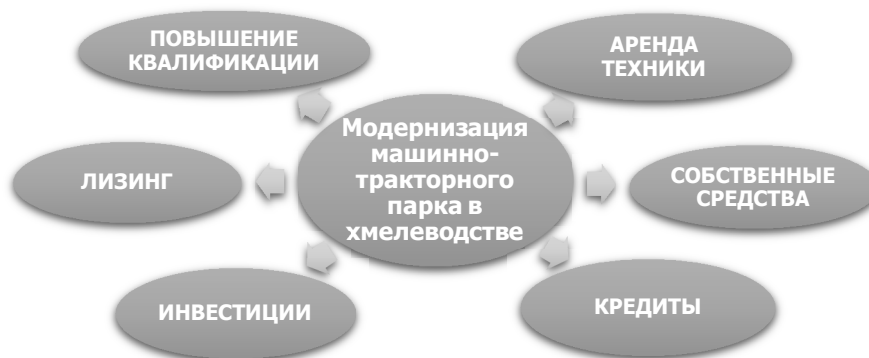 ПОВЫШЕНИЕ
КВАЛИФИКАЦИИ
АРЕНДА
ТЕХНИКИ
Модернизация
машинно-
тракторного
парка в
хмелеводстве
ЛИЗИНГ
СОБСТВЕННЫЕ
СРЕДСТВА
ИНВЕСТИЦИИ
КРЕДИТЫ